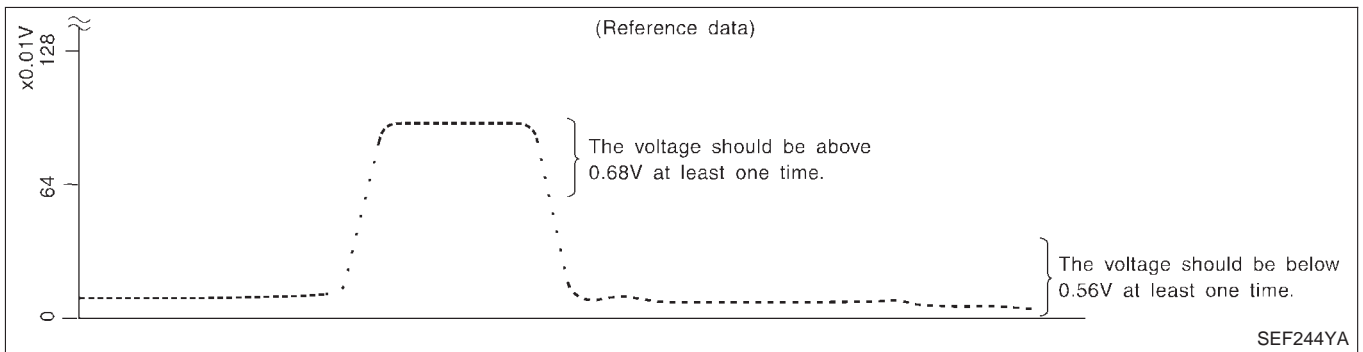 (Reference data)
x0.01V
128
The voltage should be above
0.68V at least one time.
64
The voltage should be below
0.56V at least one time.
0
SEF244YA